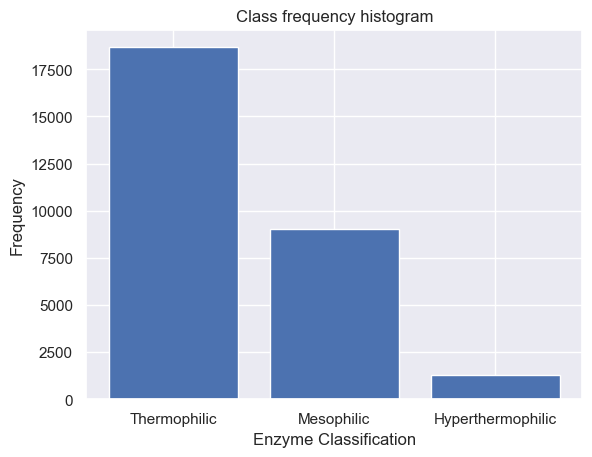 Class frequency histogram
17500
15000
12500
10000
7500
5000
2500
0
Frequency
Thermophilic Mesophilic Hyperthermophilic
Enzyme Classification